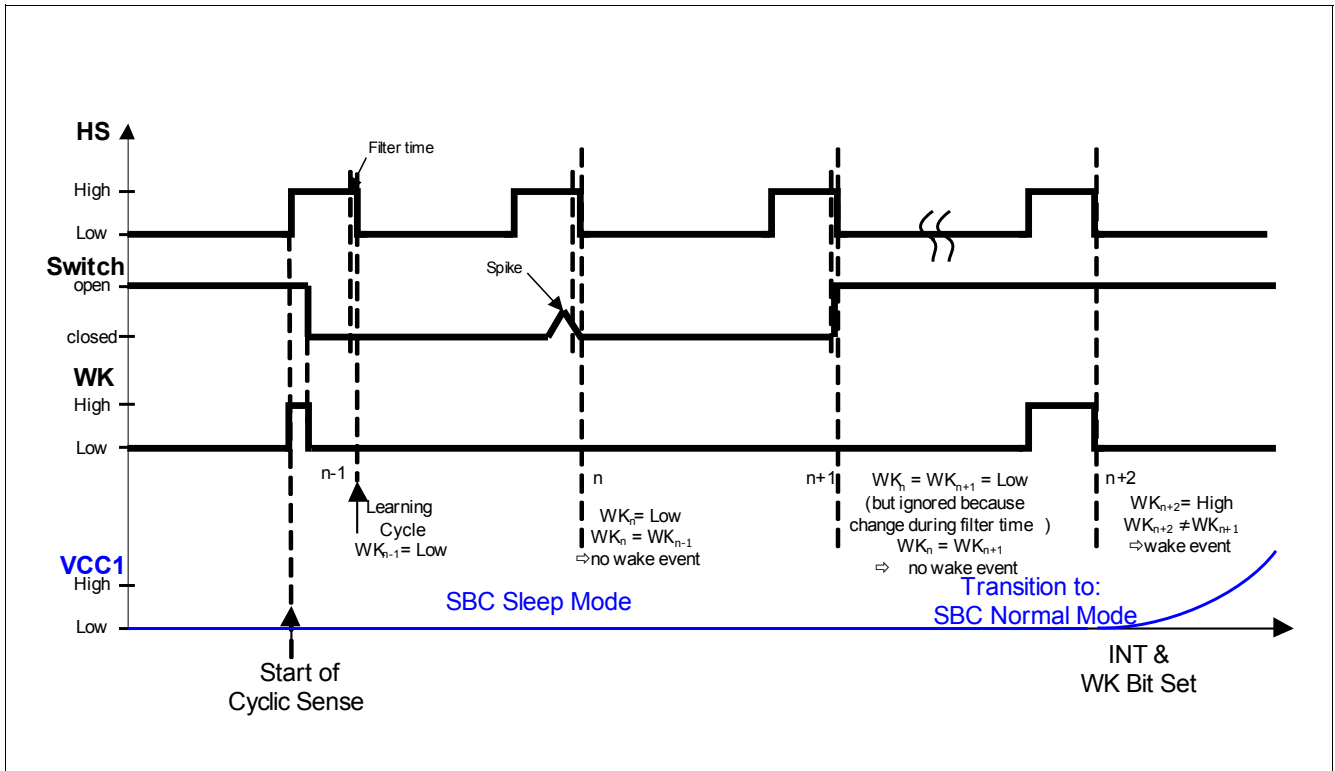 HS
Filter time
High
Low
Switch
open
Spike
closed
WK
High
Low
n-1
Learning
Cycle
WKn-1= Low
n
WKn= Low
WKn = WKn-1
⇨no wake event
n+1
WKn = WKn+1 = Low
(but ignored because
change during filter time )
WKn = WKn+1
⇨ no wake event
n+2
WKn+2= High
WKn+2 ≠WKn+1
⇨wake event
VCC1
High
Low
SBC Sleep Mode
Transition to:
SBC Normal Mode
Start of
Cyclic Sense
INT &
WK Bit Set